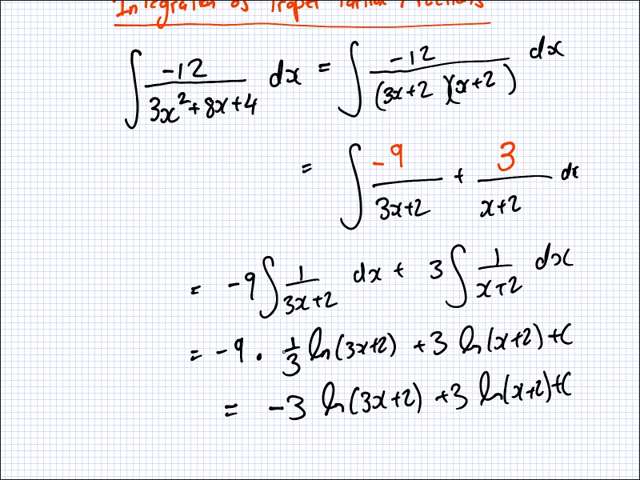 Integration of Proper Partial Fractions
∫ -12 / (3x² + 8x + 4) dx = ∫ -12 / ((3x+2)(x+2)) dx
= ∫ -9 / (3x+2) + 3 / (x+2) dx
= -9 ∫ 1 / (3x+2) dx + 3 ∫ 1 / (x+2) dx
= -9 · 1/3 ln(3x+2) + 3 ln(x+2) + C
= -3 ln(3x+2) + 3 ln(x+2) + C